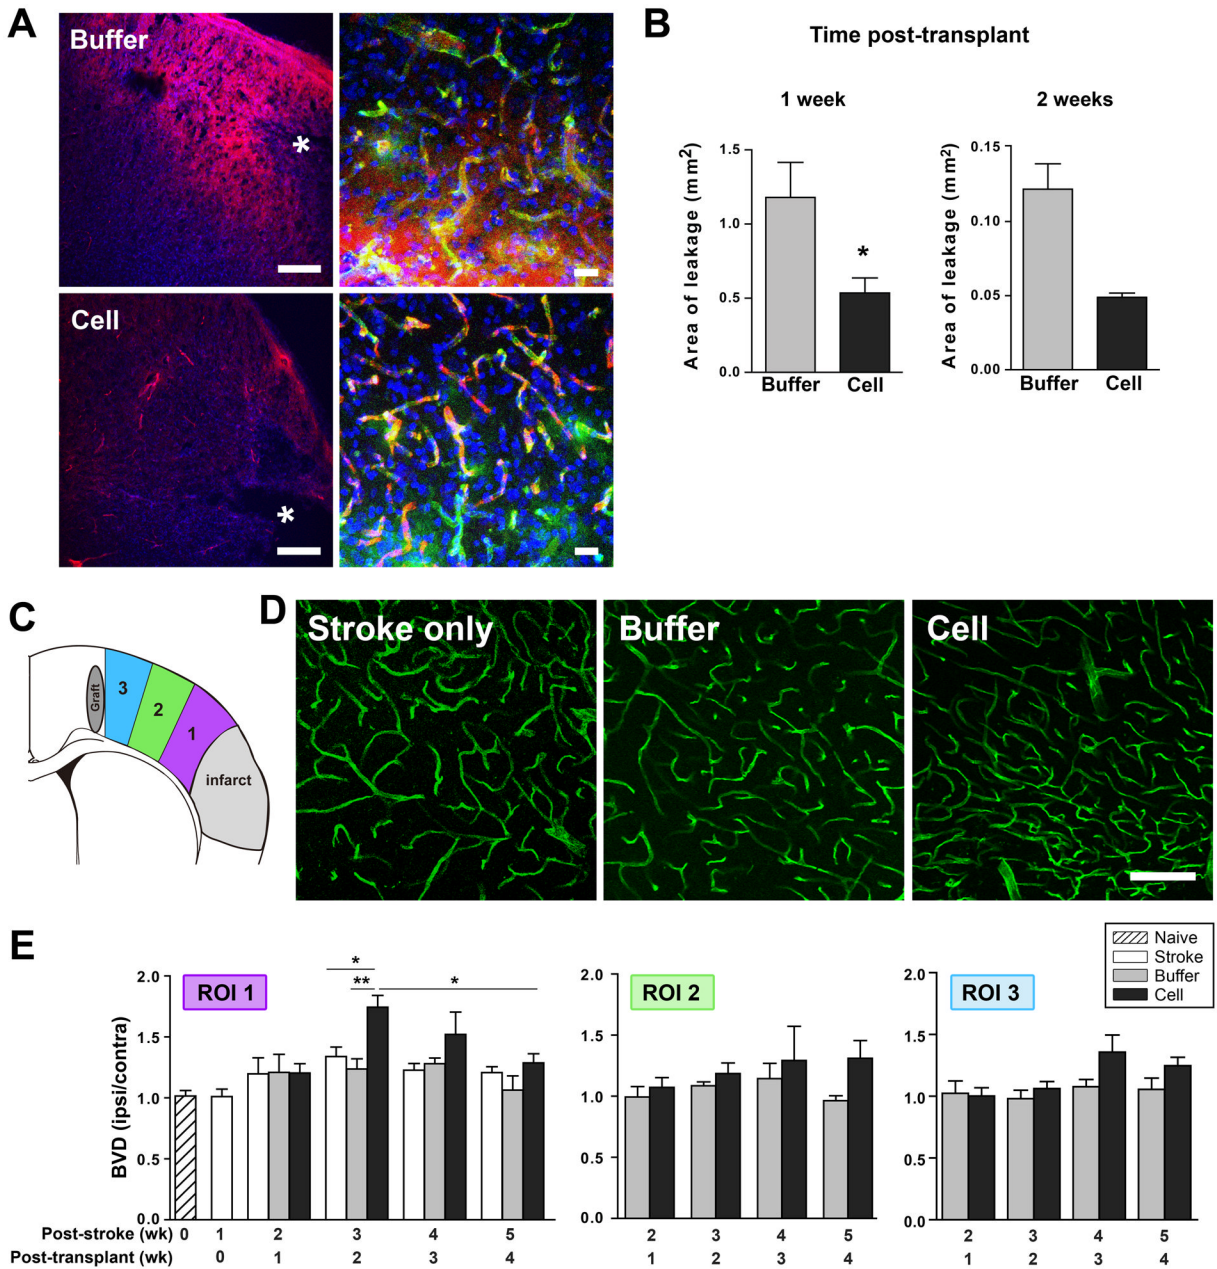 A
Buffer
*
Cell
*
B
Time post-transplant
1 week
Area of leakage (mm²)
1.5
1.0
0.5
0.0
*
Buffer
Cell
2 weeks
Area of leakage (mm²)
0.15
0.10
0.05
0.00
Buffer
Cell
C
Graft
3
2
1
infarct
D
Stroke only
Buffer
Cell
E
Naive
Stroke
Buffer
Cell
BVD (ipsi/contra)
2.0
1.5
1.0
0.5
0.0
ROI 1
*
**
*
Post-stroke (wk) 0 1 2 3 4 5
Post-transplant (wk) 0 1 2 3 4
2.0
1.5
1.0
0.5
0.0
ROI 2
2 3 4 5
1 2 3 4
2.0
1.5
1.0
0.5
0.0
ROI 3
2 3 4 5
1 2 3 4